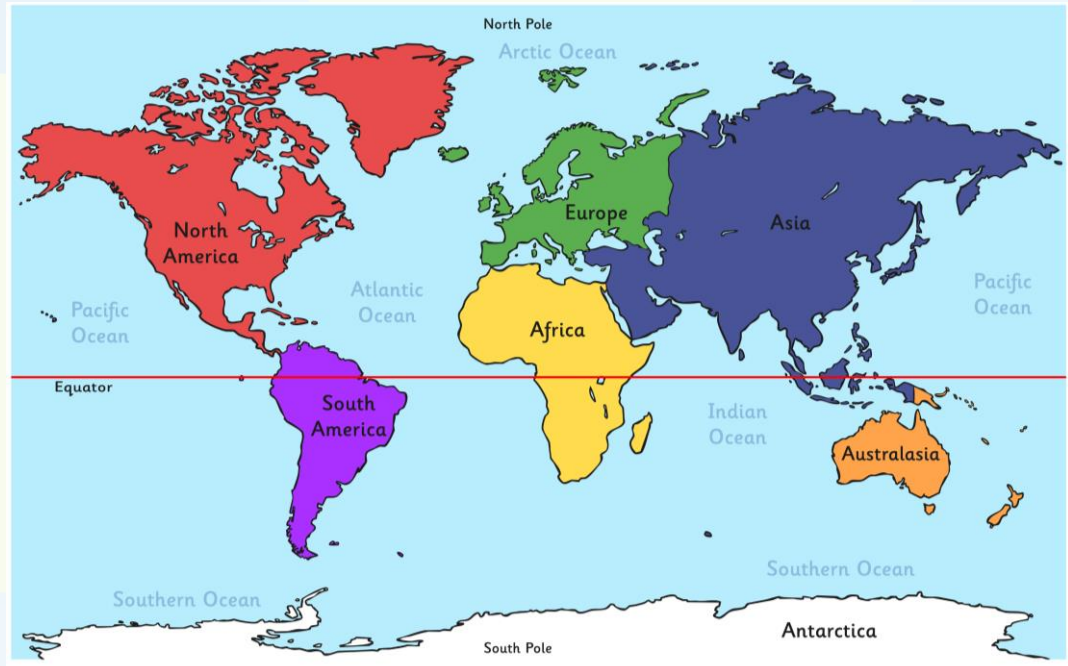 North Pole
Arctic Ocean
North
America
Europe
Asia
Pacific
Ocean
Atlantic
Ocean
Africa
Pacific
Ocean
Equator
South
America
Indian
Ocean
Australasia
Southern Ocean
Southern Ocean
Antarctica
South Pole